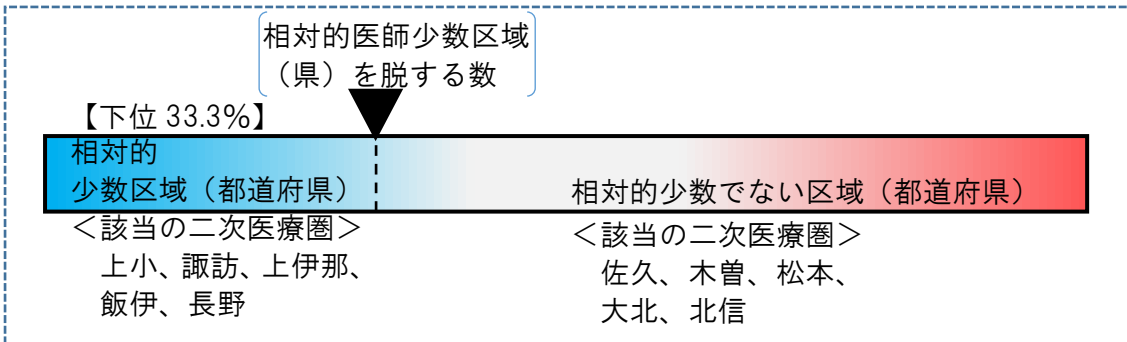 相対的医師少数区域
（県）を脱する数
【下位 33.3%】
相対的
少数区域（都道府県）
相対的少数でない区域（都道府県）
＜該当の二次医療圏＞
上小、諏訪、上伊那、
飯伊、長野
＜該当の二次医療圏＞
佐久、木曽、松本、
大北、北信